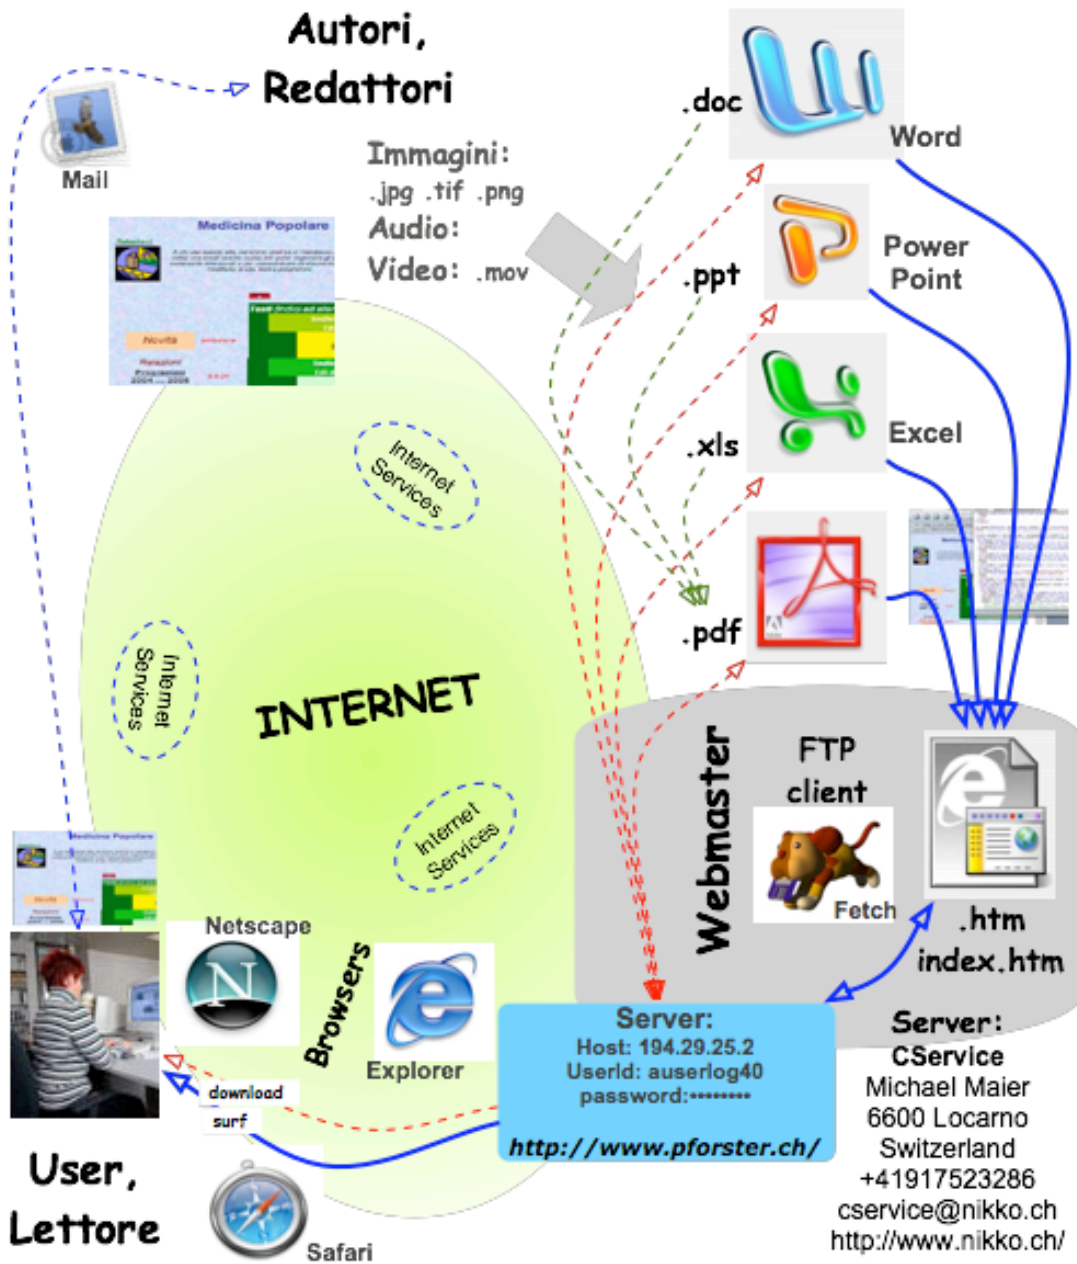 Autori,
Redattori
.doc
Word
Mail
Immagini:
.jpg .tif .png
Audio:
Video: .mov
Medicina Popolare
Power
Point
.ppt
Novità
Internet
Services
.xls
Excel
.pdf
Internet
Services
INTERNET
Webmaster
FTP
client
Internet
Services
Fetch
.htm
index.htm
Medicina Popolare
Netscape
Browsers
Explorer
download
surf
Server:
Host: 194.29.25.2
UserId: auserlog40
password:••••••••
http://www.pforster.ch/
Server:
CService
Michael Maier
6600 Locarno
Switzerland
+41917523286
cservice@nikko.ch
http://www.nikko.ch/
User,
Lettore
Safari